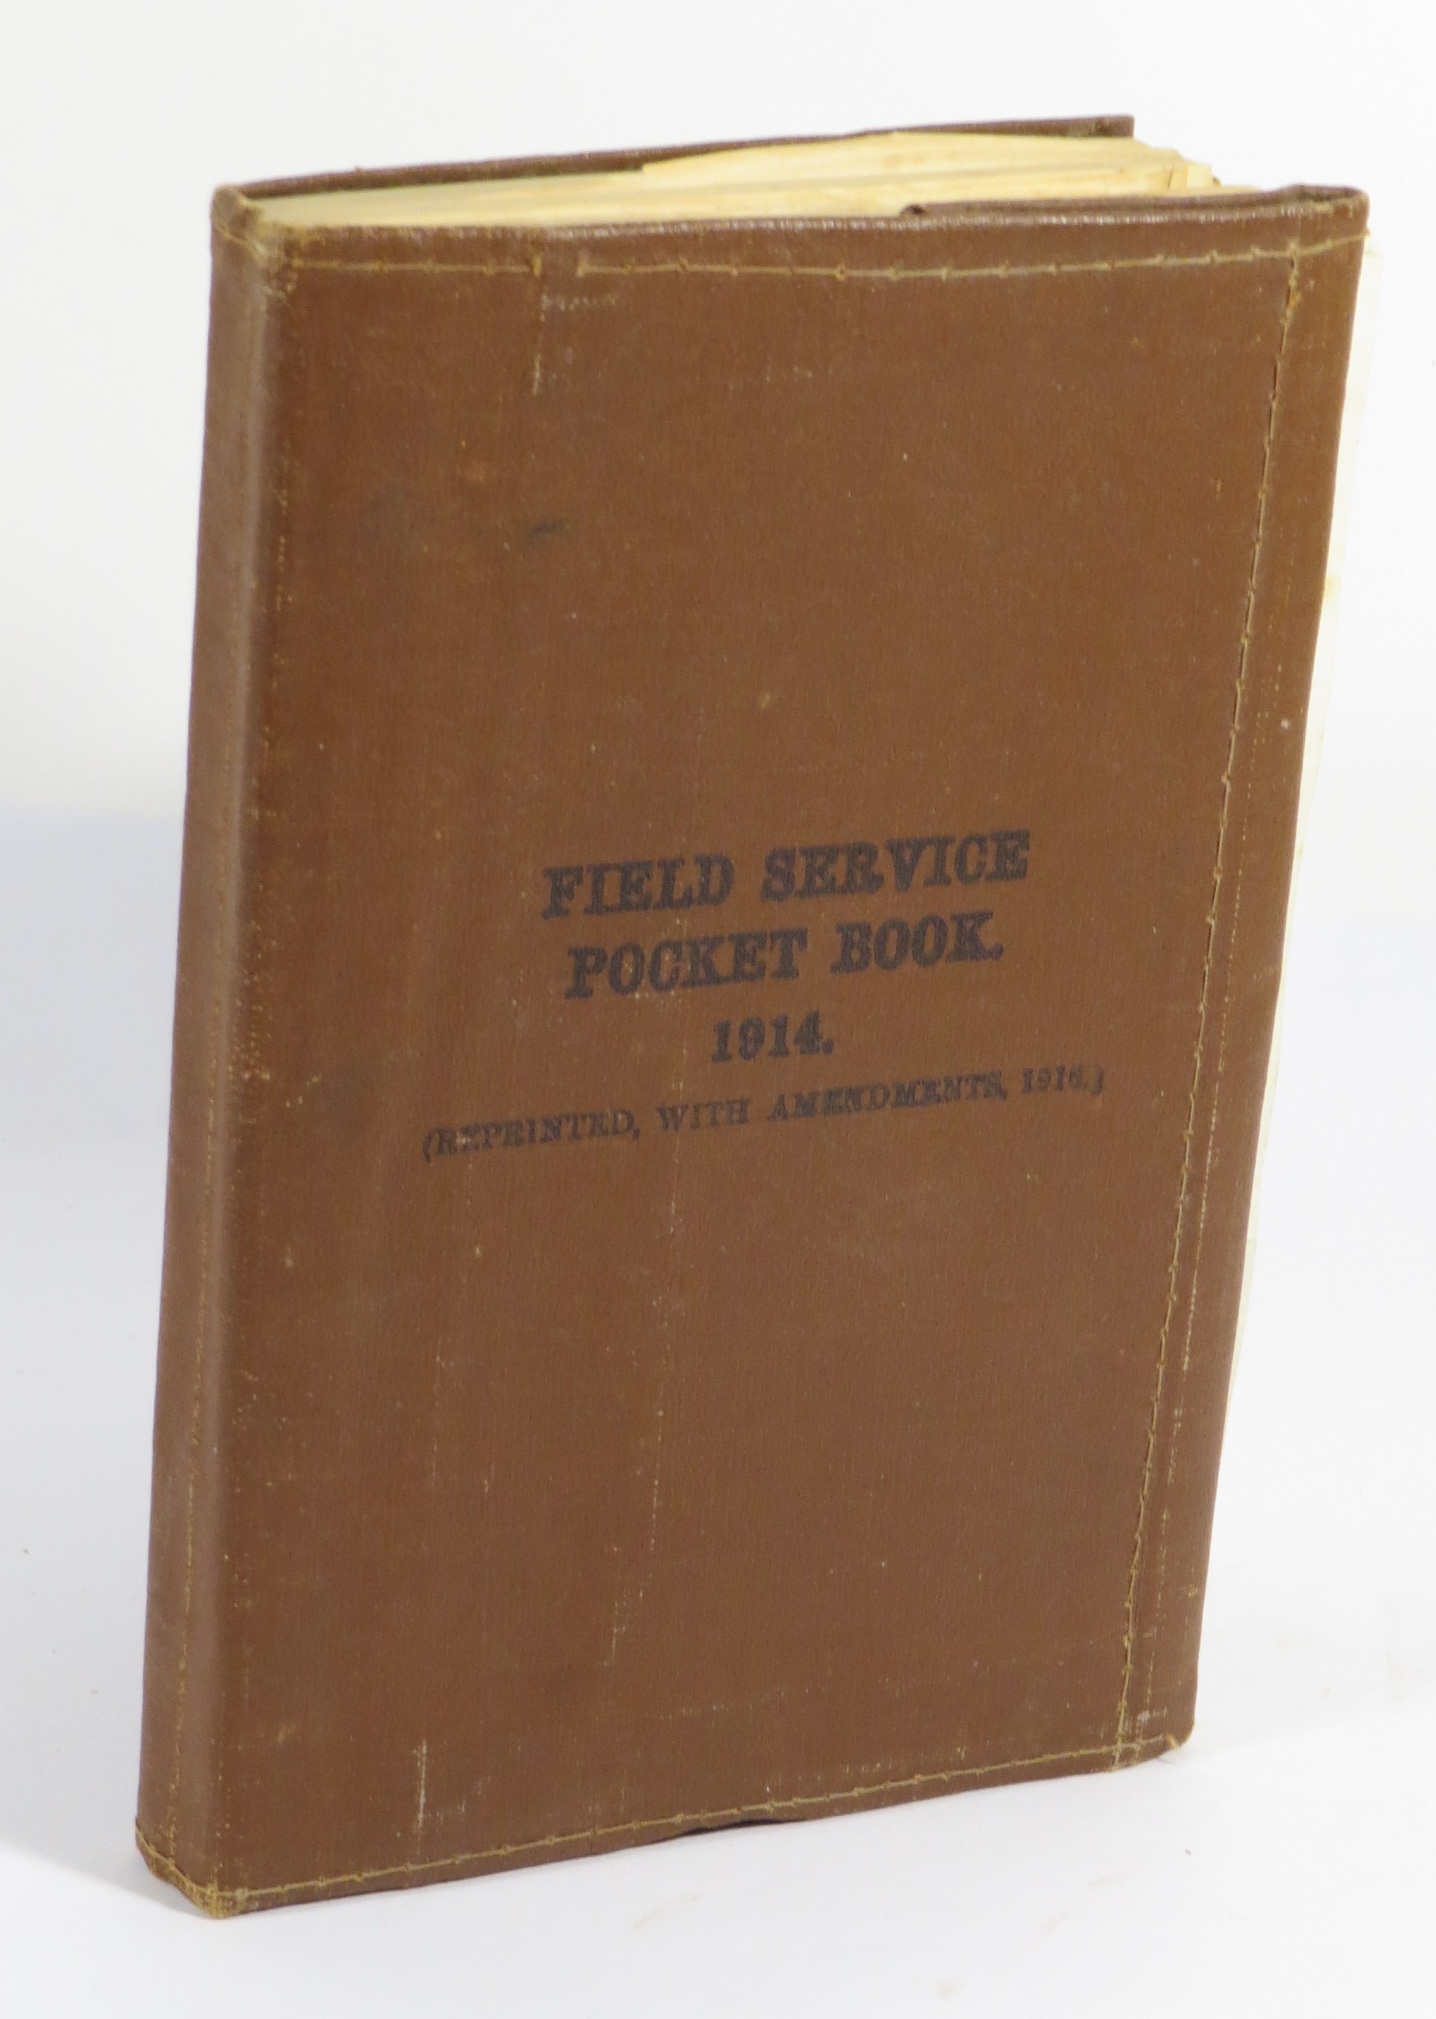 FIELD SERVICE
POCKET BOOK.
1914.
(REPRINTED, WITH AMENDMENTS, 1916.)